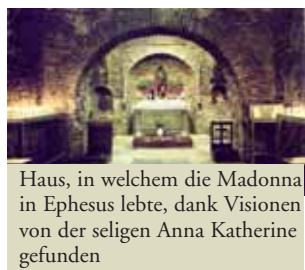 Haus, in welchem die Madonna
in Ephesus lebte, dank Visionen
von der seligen Anna Katherine
gefunden